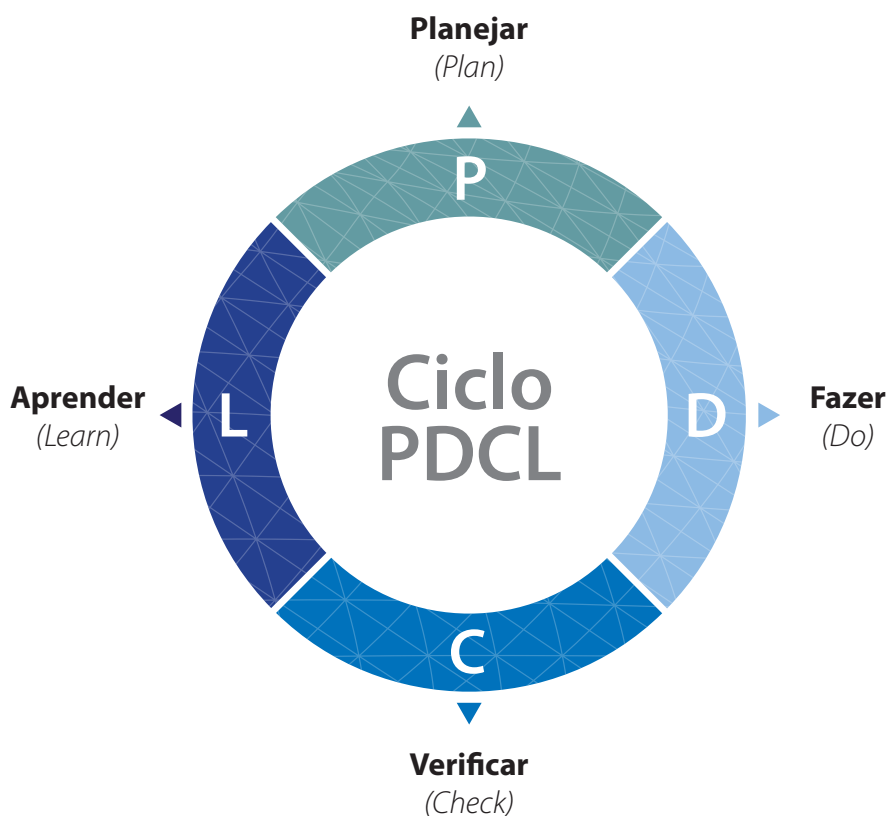 Planejar
(Plan)
P
Ciclo
PDCL
Aprender
(Learn)
L
D
Fazer
(Do)
C
Verificar
(Check)